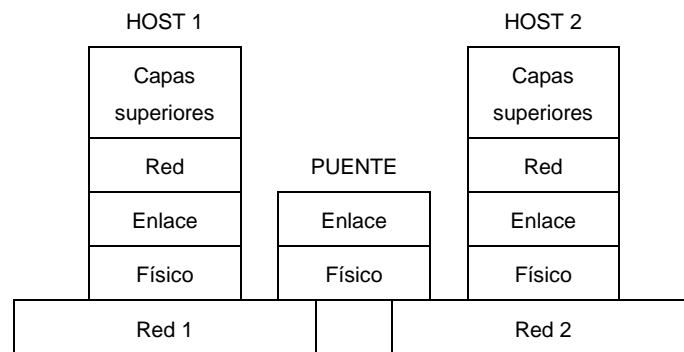 HOST 1
HOST 2
Capas
superiores
Capas
superiores
Red
PUENTE
Red
Enlace
Enlace
Enlace
Físico
Físico
Físico
Red 1
Red 2